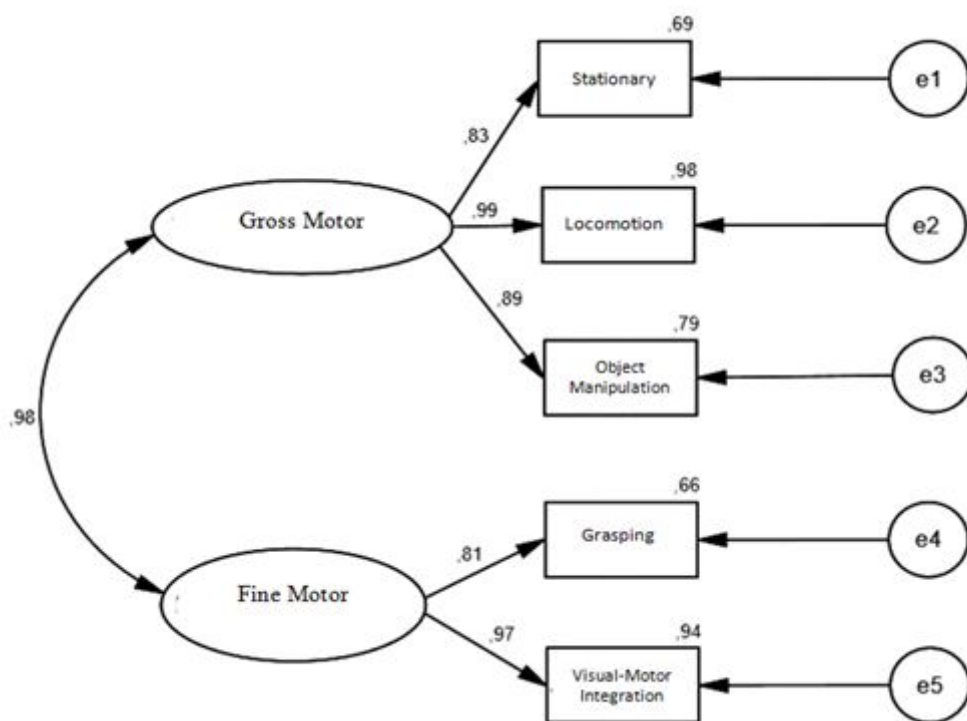 ,69
Stationary
e1
,83
,98
Gross Motor
,99
Locomotion
e2
,89
,79
Object
Manipulation
e3
,98
,66
Grasping
e4
,81
Fine Motor
,97
,94
Visual-Motor
Integration
e5